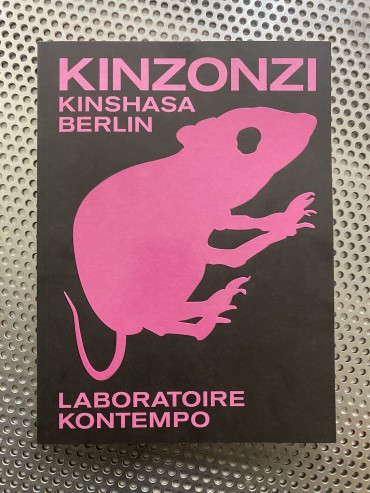 KINZONZI
KINSHASA
BERLIN
LABORATOIRE
KONTEMPO